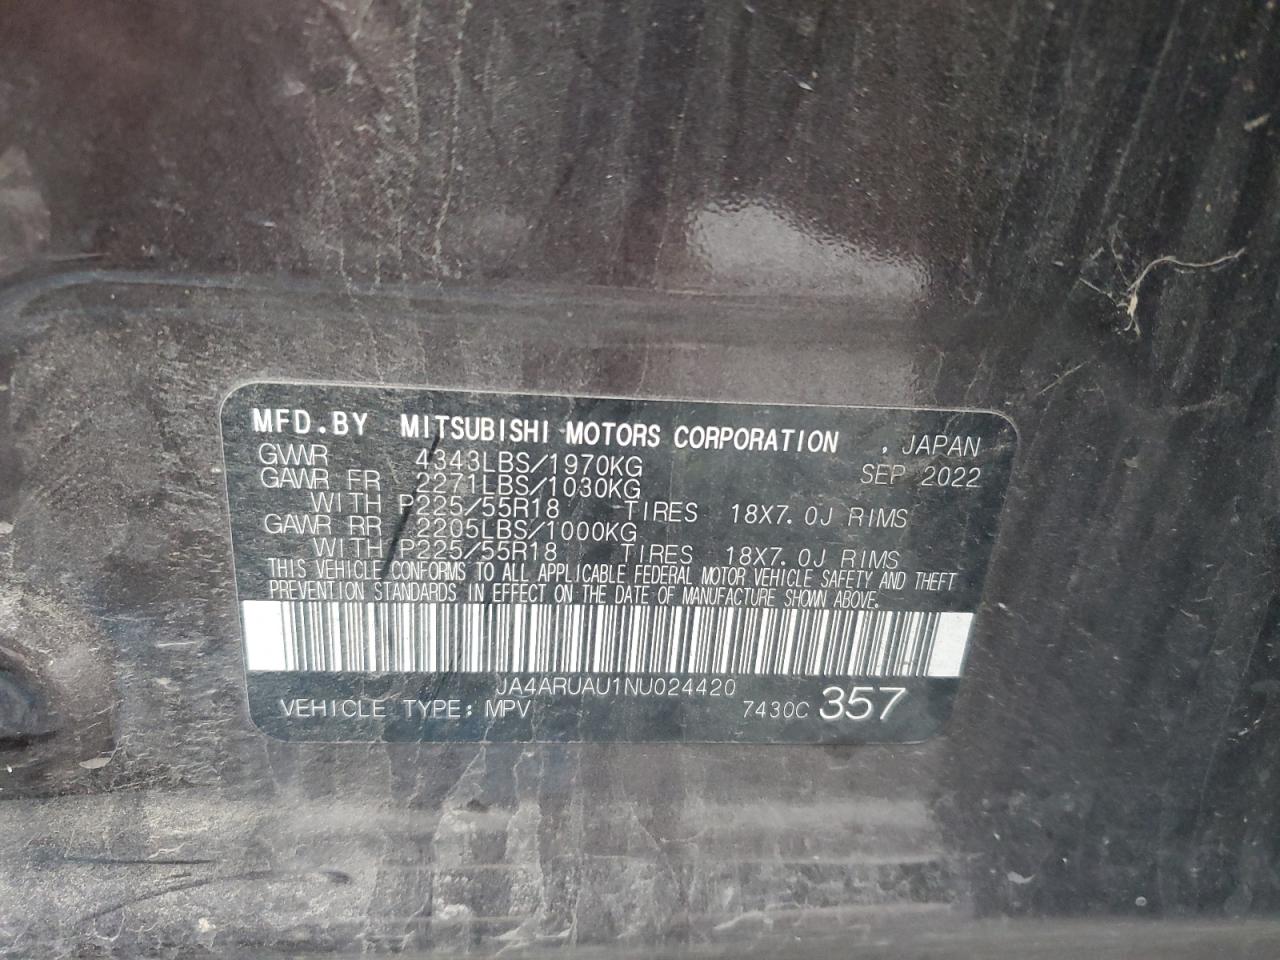 MFD.BY MITSUBISHI MOTORS CORPORATION , JAPAN
GVWR 4343LBS/1970KG SEP 2022
GAWR FR 2271LBS/1030KG
WITH P225/55R18 TIRES 18X7.0J RIMS
GAWR RR 2205LBS/1000KG
WITH P225/55R18 TIRES 18X7.0J RIMS
THIS VEHICLE CONFORMS TO ALL APPLICABLE FEDERAL MOTOR VEHICLE SAFETY AND THEFT
PREVENTION STANDARDS IN EFFECT ON THE DATE OF MANUFACTURE SHOWN ABOVE.
JA4ARUAU1NU024420
VEHICLE TYPE: MPV 7430C 357